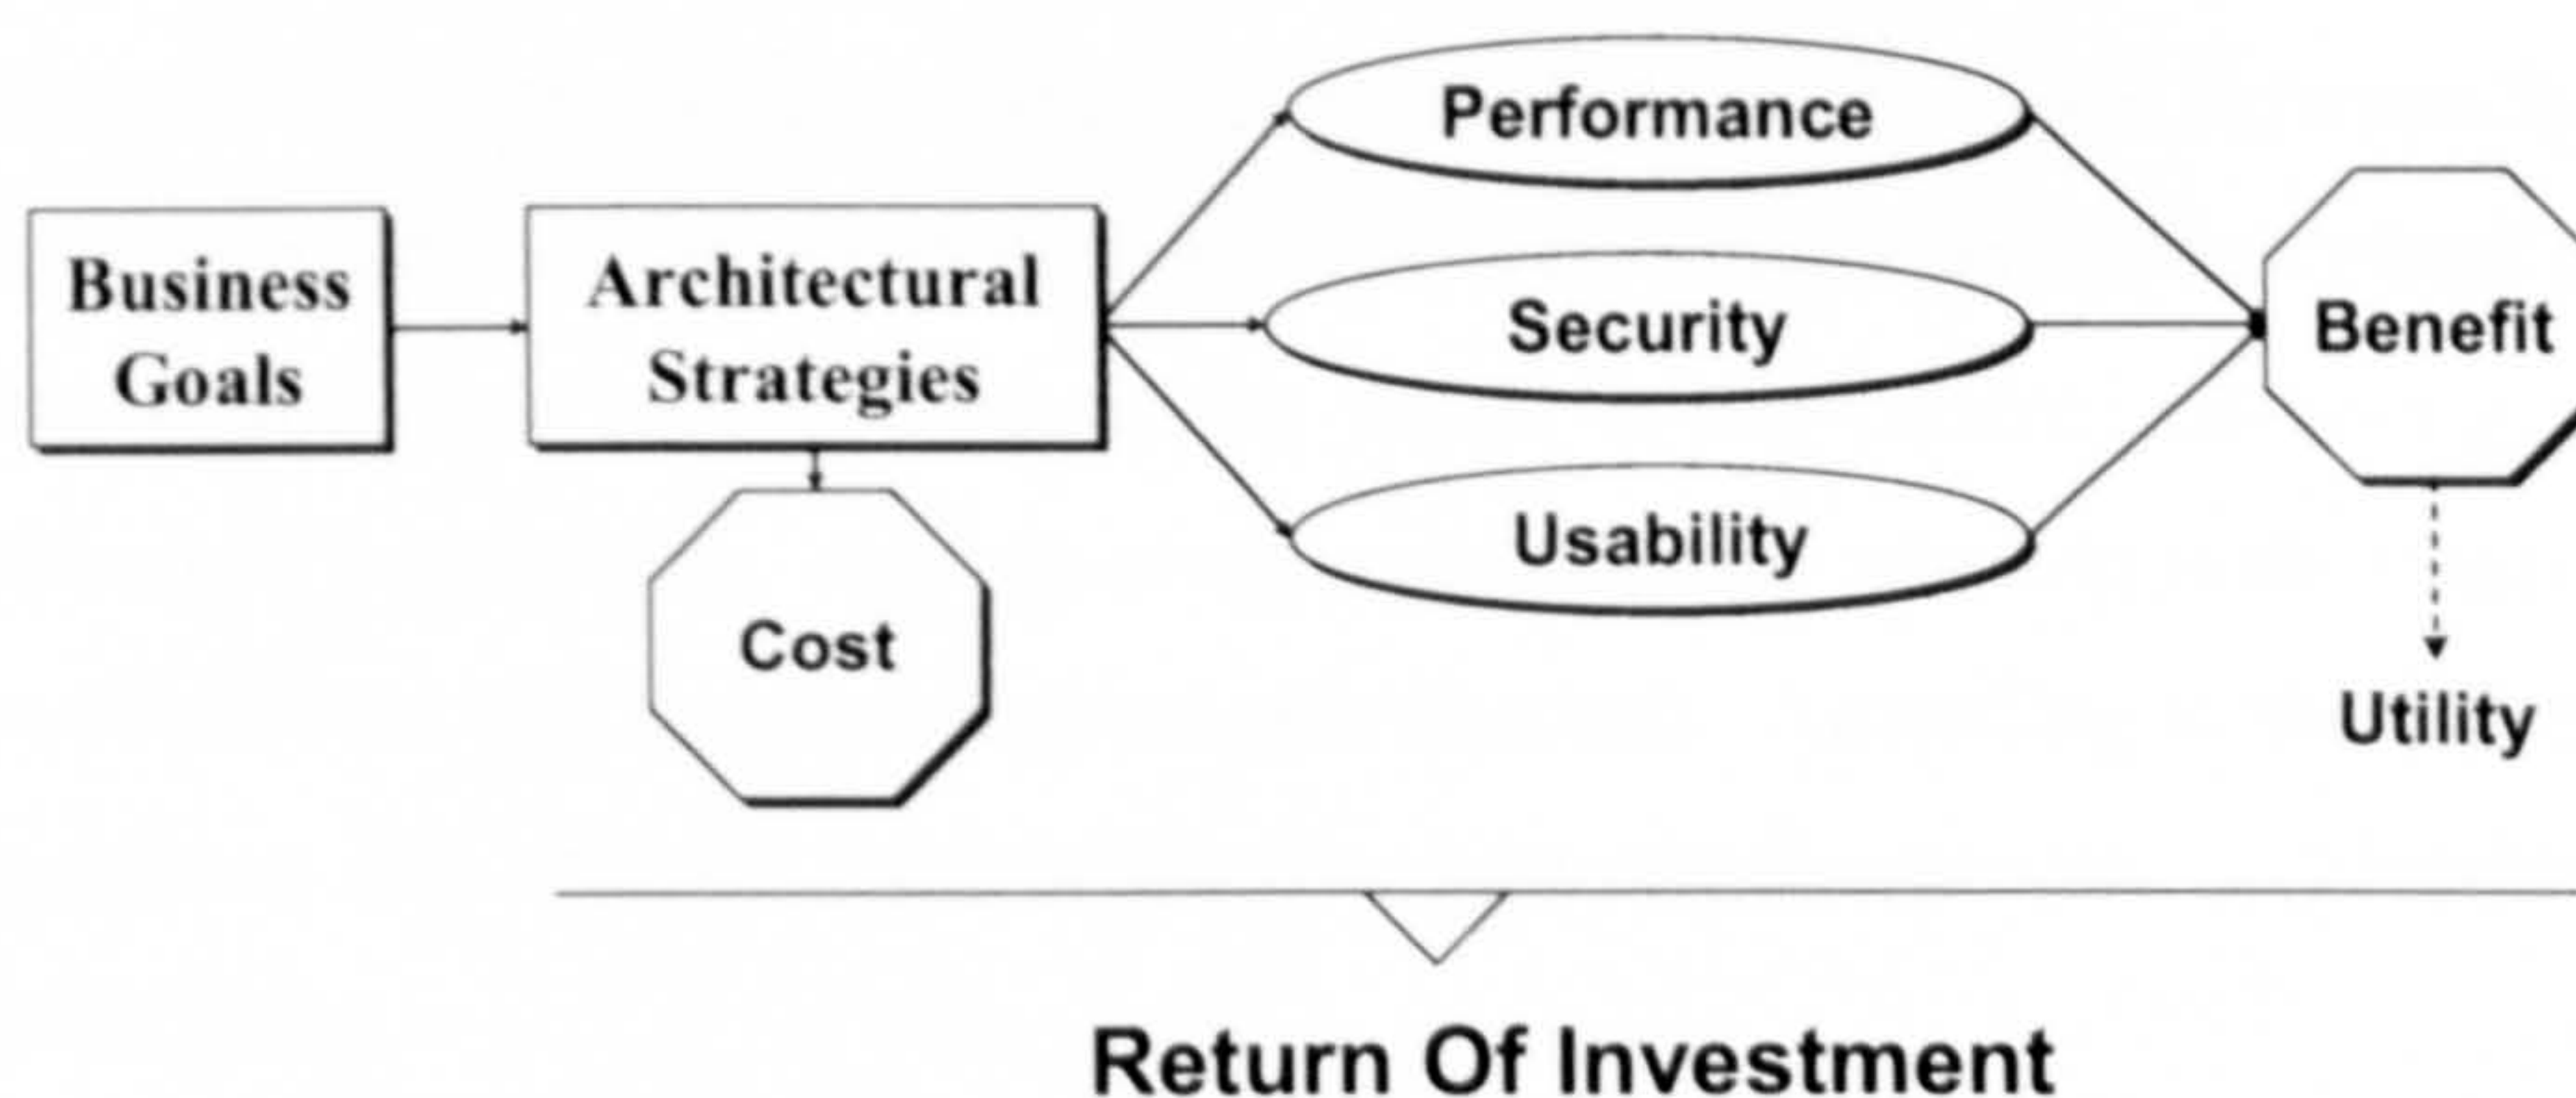 Performance
Business
Goals
Architectural
Strategies
Security
Benefit
Usability
Cost
Utility
Return Of Investment